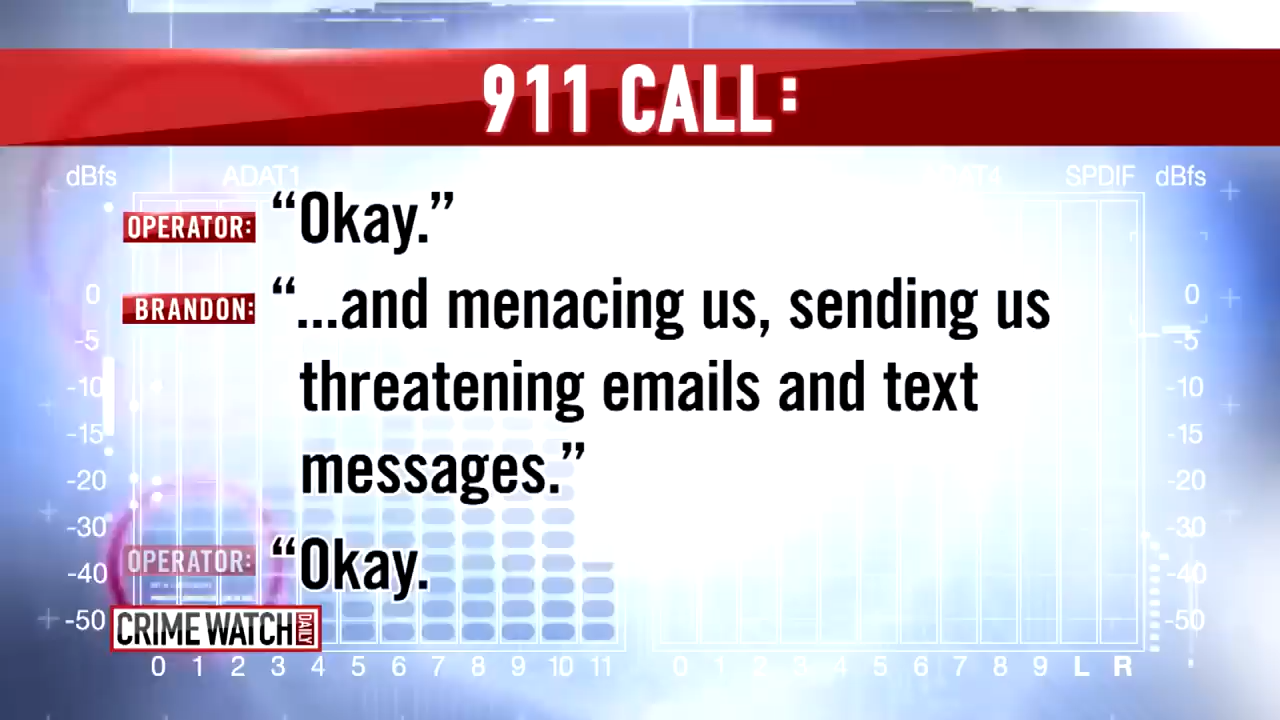 911 CALL:
dBfs ADAT1 SPDIF dBfs
OPERATOR: “Okay.”
BRANDON: “...and menacing us, sending us
threatening emails and text
messages.”
OPERATOR: “Okay.
0 0
-5 -5
-10 -10
-15 -15
-20 -20
-30 -30
-40 -40
-50 -50
CRIME WATCH DAILY
0 1 2 3 4 5 6 7 8 9 10 11 0 1 2 3 4 5 6 7 8 9 L R